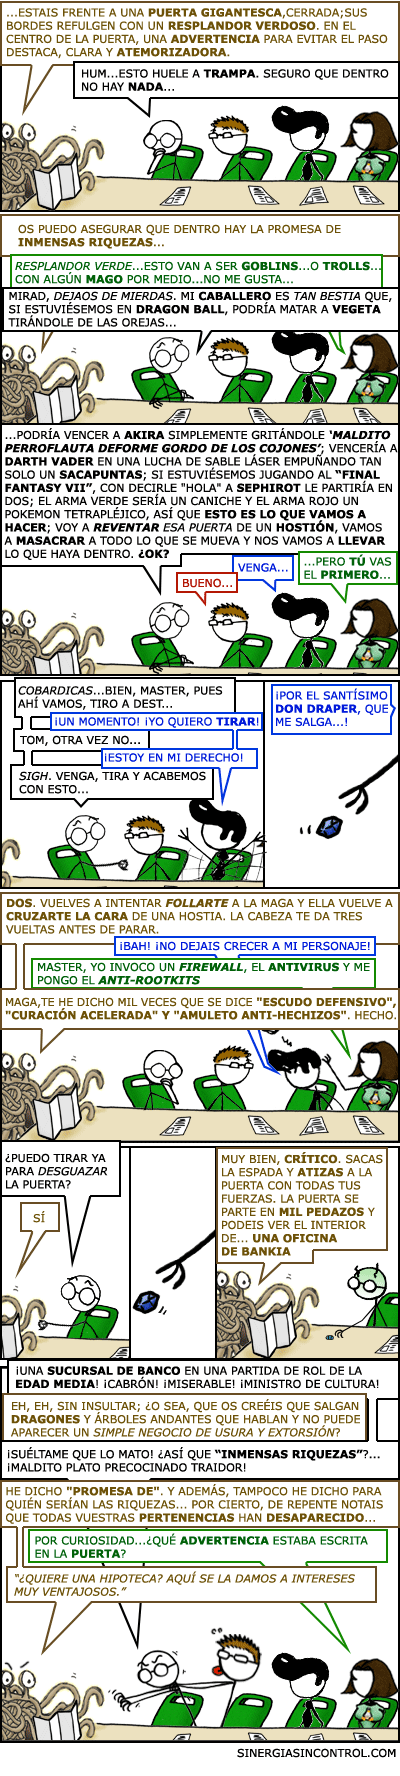 ...ESTAIS FRENTE A UNA PUERTA GIGANTESCA,CERRADA;SUS
BORDES REFULGEN CON UN RESPLANDOR VERDOSO. EN EL
CENTRO DE LA PUERTA, UNA ADVERTENCIA PARA EVITAR EL PASO
DESTACA, CLARA Y ATEMORIZADORA.
HUM...ESTO HUELE A TRAMPA. SEGURO QUE DENTRO
NO HAY NADA...
OS PUEDO ASEGURAR QUE DENTRO HAY LA PROMESA DE
INMENSAS RIQUEZAS...
RESPLANDOR VERDE...ESTO VAN A SER GOBLINS...O TROLLS...
CON ALGÚN MAGO POR MEDIO...NO ME GUSTA...
MIRAD, DEJAOS DE MIERDAS. MI CABALLERO ES TAN BESTIA QUE,
SI ESTUVIÉSEMOS EN DRAGON BALL, PODRÍA MATAR A VEGETA
TIRÁNDOLE DE LAS OREJAS...
...PODRÍA VENCER A AKIRA SIMPLEMENTE GRITÁNDOLE ‘MALDITO
PERROFLAUTA DEFORME GORDO DE LOS COJONES’; VENCERÍA A
DARTH VADER EN UNA LUCHA DE SABLE LÁSER EMPUÑANDO TAN
SOLO UN SACAPUNTAS; SI ESTUVIÉSEMOS JUGANDO AL “FINAL
FANTASY VII”, CON DECIRLE "HOLA" A SEPHIROT LE PARTIRÍA EN
DOS; EL ARMA VERDE SERÍA UN CANICHE Y EL ARMA ROJO UN
POKEMON TETRAPLÉJICO, ASÍ QUE ESTO ES LO QUE VAMOS A
HACER; VOY A REVENTAR ESA PUERTA DE UN HOSTIÓN, VAMOS
A MASACRAR A TODO LO QUE SE MUEVA Y NOS VAMOS A LLEVAR
LO QUE HAYA DENTRO. ¿OK?
BUENO...
VENGA...
...PERO TÚ VAS
EL PRIMERO...
COBARDICAS...BIEN, MASTER, PUES
AHÍ VAMOS, TIRO A DEST...
¡UN MOMENTO! ¡YO QUIERO TIRAR!
TOM, OTRA VEZ NO...
¡ESTOY EN MI DERECHO!
SIGH. VENGA, TIRA Y ACABEMOS
CON ESTO...
¡POR EL SANTÍSIMO
DON DRAPER, QUE
ME SALGA...!
DOS. VUELVES A INTENTAR FOLLARTE A LA MAGA Y ELLA VUELVE A
CRUZARTE LA CARA DE UNA HOSTIA. LA CABEZA TE DA TRES
VUELTAS ANTES DE PARAR.
¡BAH! ¡NO DEJAIS CRECER A MI PERSONAJE!
MASTER, YO INVOCO UN FIREWALL, EL ANTIVIRUS Y ME
PONGO EL ANTI-ROOTKITS
MAGA,TE HE DICHO MIL VECES QUE SE DICE "ESCUDO DEFENSIVO",
"CURACIÓN ACELERADA" Y "AMULETO ANTI-HECHIZOS". HECHO.
¿PUEDO TIRAR YA
PARA DESGUAZAR
LA PUERTA?
SÍ
MUY BIEN, CRÍTICO. SACAS
LA ESPADA Y ATIZAS A LA
PUERTA CON TODAS TUS
FUERZAS. LA PUERTA SE
PARTE EN MIL PEDAZOS Y
PODEIS VER EL INTERIOR
DE... UNA OFICINA
DE BANKIA
¡UNA SUCURSAL DE BANCO EN UNA PARTIDA DE ROL DE LA
EDAD MEDIA! ¡CABRÓN! ¡MISERABLE! ¡MINISTRO DE CULTURA!
EH, EH, SIN INSULTAR; ¿O SEA, QUE OS CREÉIS QUE SALGAN
DRAGONES Y ÁRBOLES ANDANTES QUE HABLAN Y NO PUEDE
APARECER UN SIMPLE NEGOCIO DE USURA Y EXTORSIÓN?
¡SUÉLTAME QUE LO MATO! ¿ASÍ QUE “INMENSAS RIQUEZAS”?...
¡MALDITO PLATO PRECOCINADO TRAIDOR!
HE DICHO "PROMESA DE". Y ADEMÁS, TAMPOCO HE DICHO PARA
QUIÉN SERÍAN LAS RIQUEZAS... POR CIERTO, DE REPENTE NOTAIS
QUE TODAS VUESTRAS PERTENENCIAS HAN DESAPARECIDO...
POR CURIOSIDAD...¿QUÉ ADVERTENCIA ESTABA ESCRITA
EN LA PUERTA?
“¿QUIERE UNA HIPOTECA? AQUÍ SE LA DAMOS A INTERESES
MUY VENTAJOSOS.”
SINERGIASINCONTROL.COM